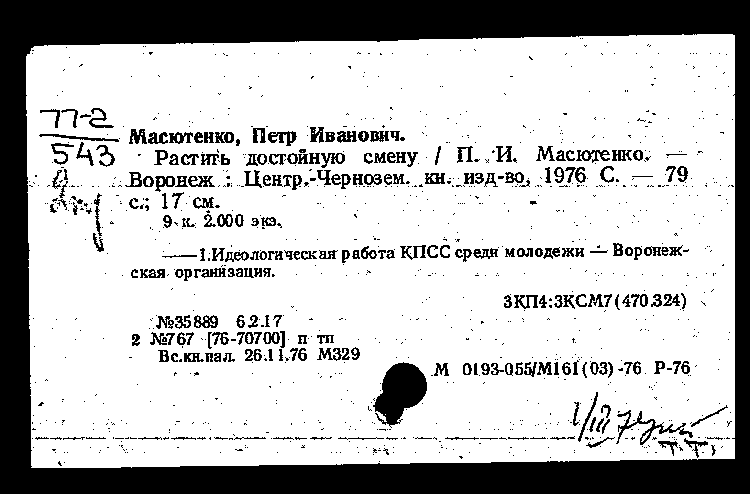 77-2
543
Масютенко, Петр Иванович.
Растить достойную смену / П. И. Масютенко. —
Воронеж : Центр.-Чернозем. кн. изд-во, 1976 С. — 79
с.; 17 см.
9 к. 2.000 экз.
—— 1.Идеологическая работа КПСС среди молодежи — Воронеж-
ская организация.
3КП4:3КСМ7(470.324)
№35889 6.2.17
2 №767 [76-70700] п тп
Вс.кн.пал. 26.11.76 М329
М 0193-055/М161(03)-76 Р-76